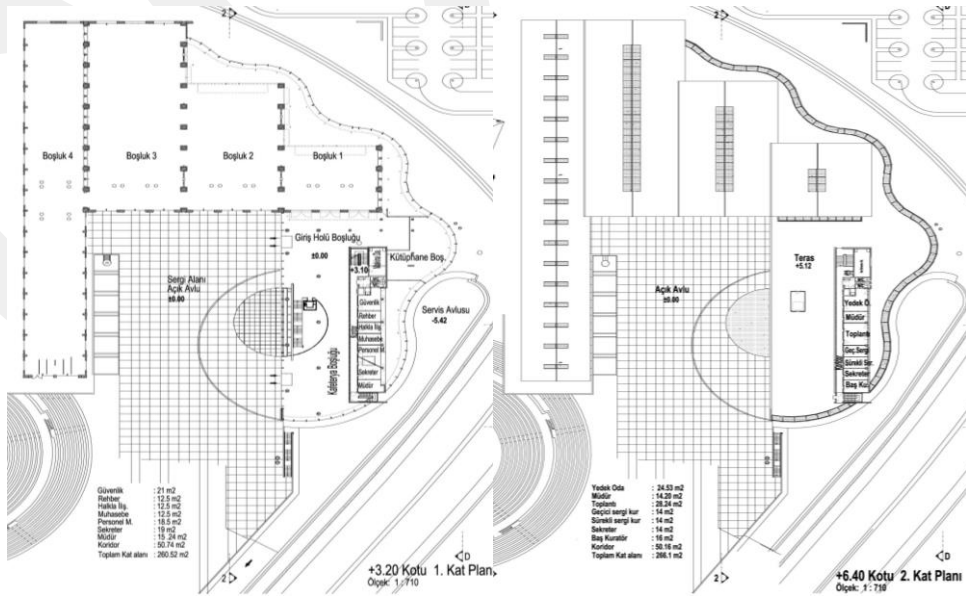 2
D
Boşluk 4
Boşluk 3
Boşluk 2
Boşluk 1
Giriş Holü Boşluğu
±0.00
+3.10
Kütüphane Boş.
Sergi Alanı
Açık Avlu
±0.00
Servis Avlusu
-5.42
Güvenlik
Rehber
Halkla İliş.
Muhasebe
Personel M.
Sekreter
Müdür
Kafeterya Boşluğu
Güvenlik : 21 m2
Rehber : 12.5 m2
Halkla İliş. : 12.5 m2
Muhasebe : 12.5 m2
Personel M. : 18.5 m2
Sekreter : 19 m2
Müdür : 15 .24 m2
Koridor : 50.74 m2
Toplam Kat alanı : 260.52 m2
D
2
+3.20 Kotu 1. Kat Planı
Ölçek: 1 : 710
2
D
Teras
+5.12
Açık Avlu
±0.00
Yedek O.
Müdür
Toplantı
Geç.Sergi
Sürekli Ser.
Sekreter
Baş Ku.
Yedek Oda : 24.53 m2
Müdür : 14.20 m2
Toplantı : 28.24 m2
Geçici sergi kur : 14 m2
Sürekli sergi kur : 14 m2
Sekreter : 14 m2
Baş Kuratör : 16 m2
Koridor : 50.16 m2
Toplam Kat alanı : 266.1 m2
D
2
+6.40 Kotu 2. Kat Planı
Ölçek: 1 : 710